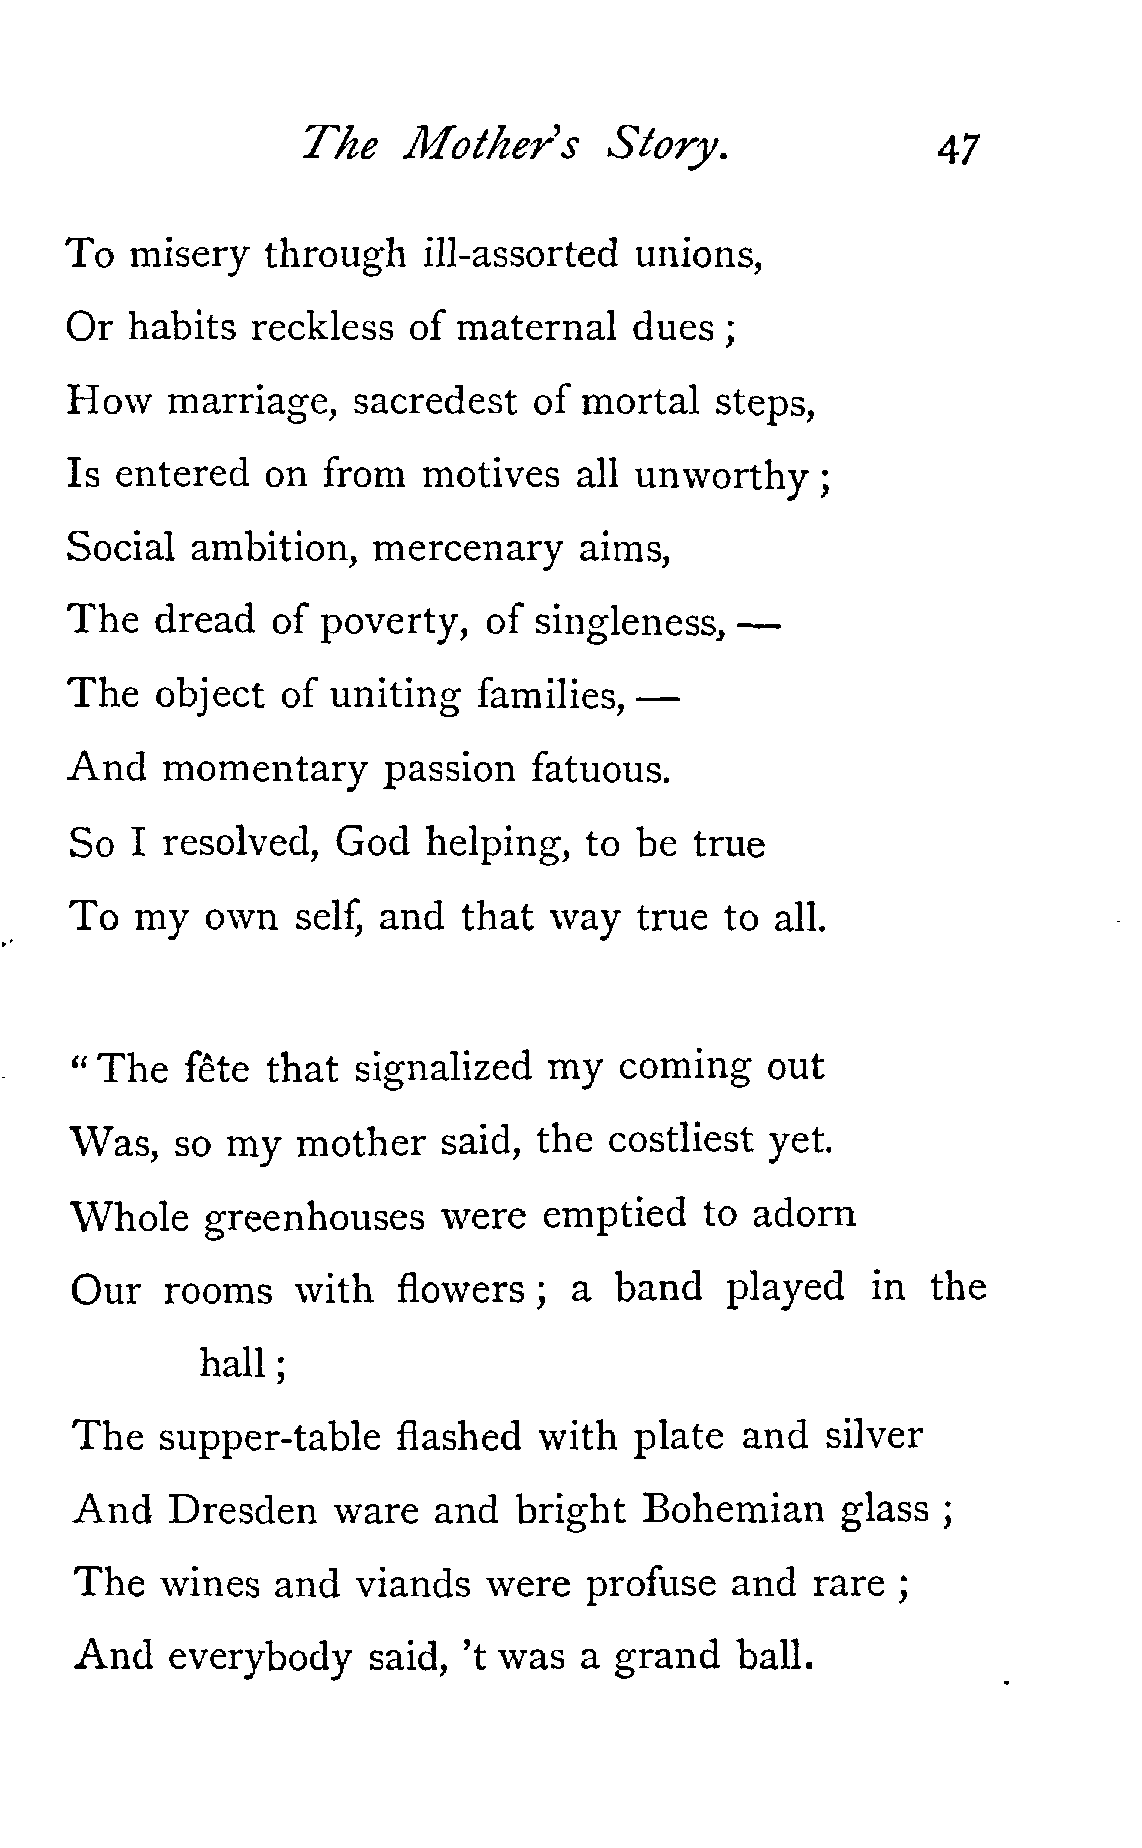 The Mother's Story. 47
To misery through ill-assorted unions,
Or habits reckless of maternal dues ;
How marriage, sacredest of mortal steps,
Is entered on from motives all unworthy ;
Social ambition, mercenary aims,
The dread of poverty, of singleness, —
The object of uniting families, —
And momentary passion fatuous.
So I resolved, God helping, to be true
To my own self, and that way true to all.
“ The fête that signalized my coming out
Was, so my mother said, the costliest yet.
Whole greenhouses were emptied to adorn
Our rooms with flowers ; a band played in the
hall ;
The supper-table flashed with plate and silver
And Dresden ware and bright Bohemian glass ;
The wines and viands were profuse and rare ;
And everybody said, 't was a grand ball.